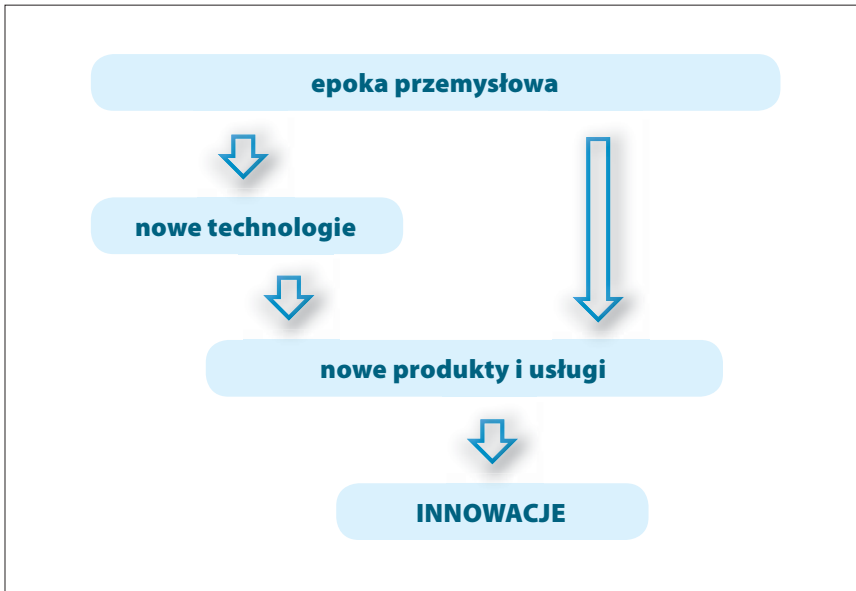 epoka przemysłowa
nowe technologie
nowe produkty i usługi
INNOWACJE